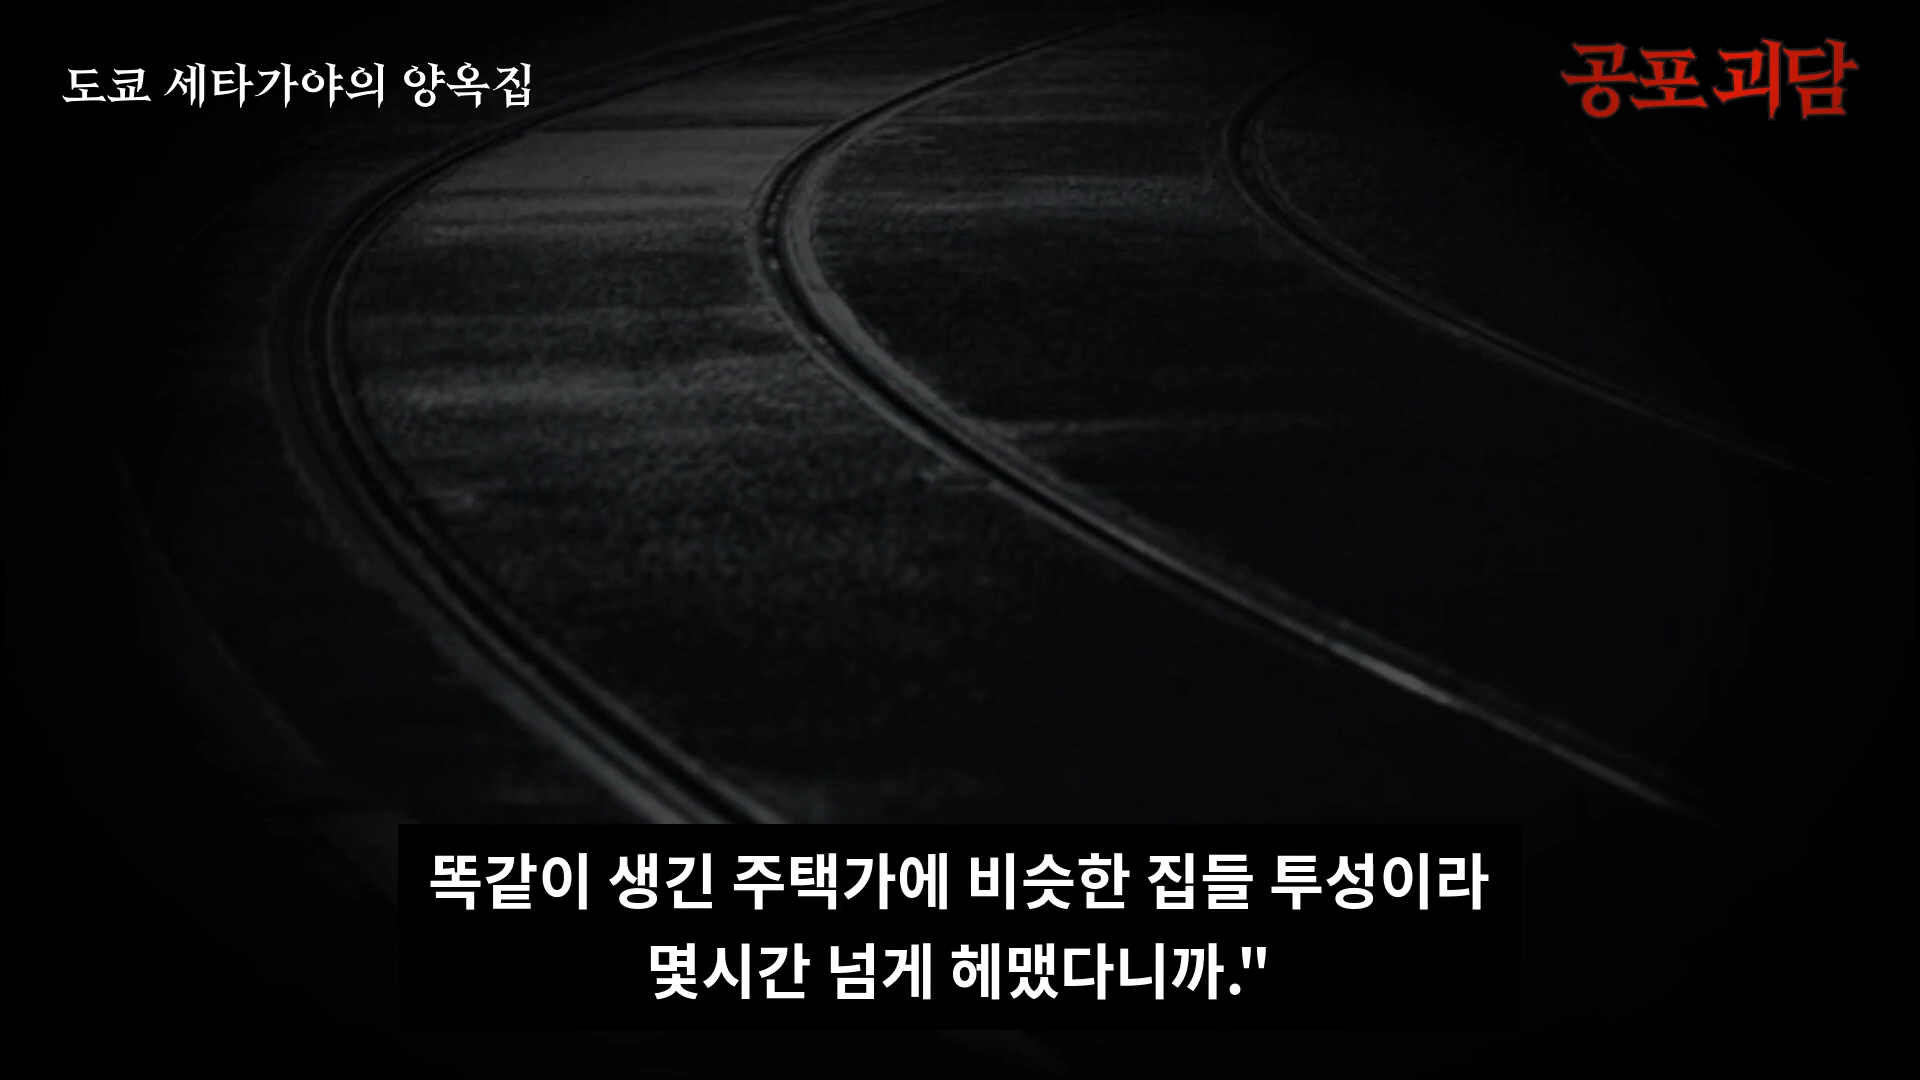 도쿄 세타가야의 양옥집
공포 괴담
똑같이 생긴 주택가에 비슷한 집들 투성이라
몇시간 넘게 헤맸다니까."